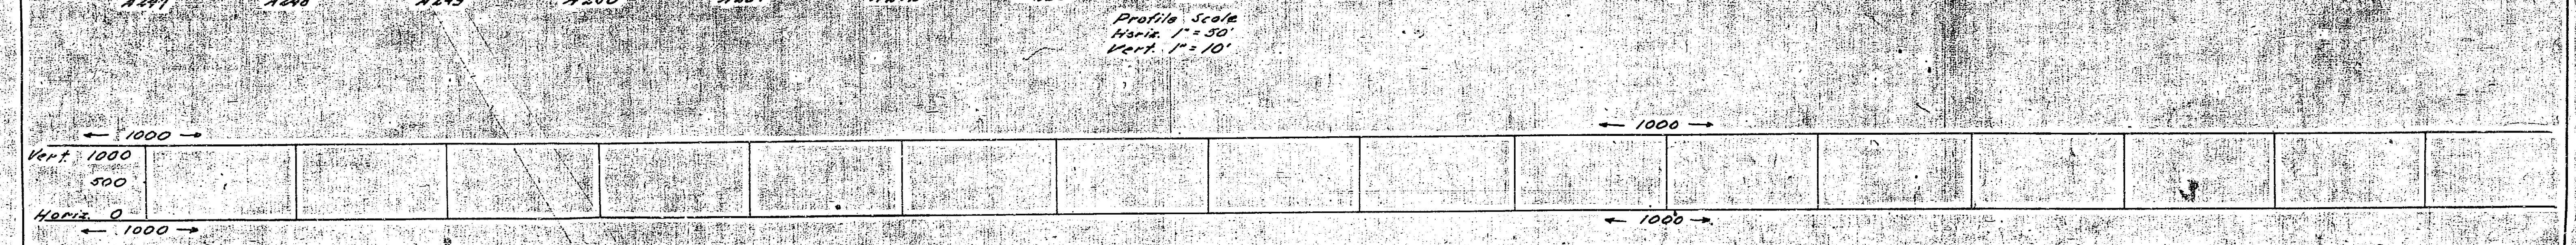 Profile Scale
Horiz. 1" = 50'
Vert. 1" = 10'
← 1000 →
← 1000 →
Vert. 1000
500
Horiz. 0
← 1000 →
← 1000 →